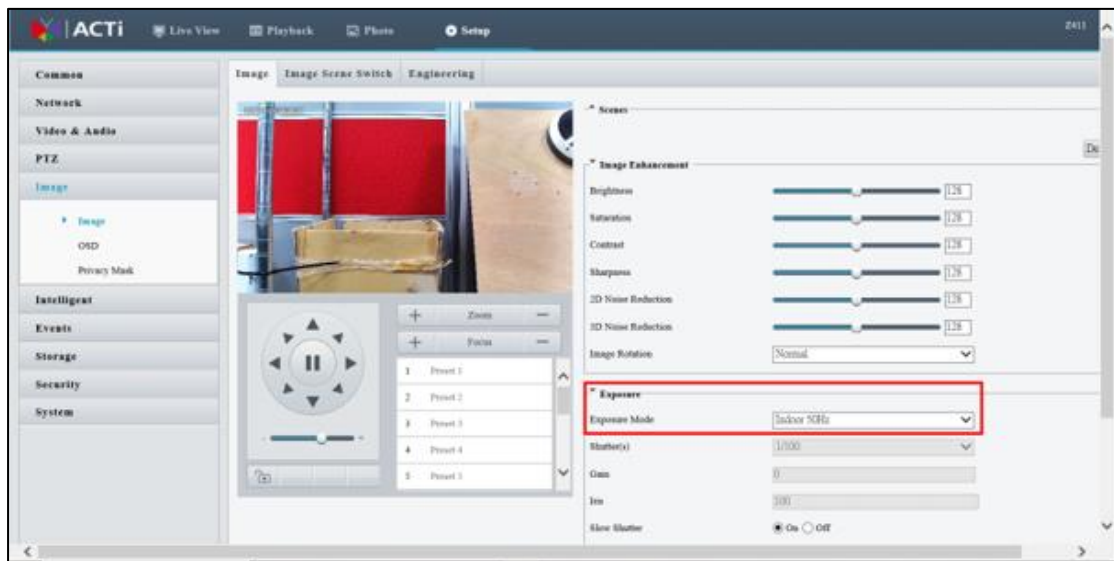 ACTi Live View Playback Photo Setup Z411
Common
Network
Video & Audio
PTZ
Image
Image
OSD
Privacy Mask
Intelligent
Events
Storage
Security
System
Image Image Scene Switch Engineering
Zoom
Focus
1 Preset 1
2 Preset 2
3 Preset 3
4 Preset 4
5 Preset 5
Scenes
Image Enhancement
Brightness 128
Saturation 128
Contrast 128
Sharpness 128
2D Noise Reduction 128
3D Noise Reduction 128
Image Rotation Normal
Exposure
Exposure Mode Indoor 50Hz
Shutter(s) 1/100
Gain 0
Iris 100
Slow Shutter On Off